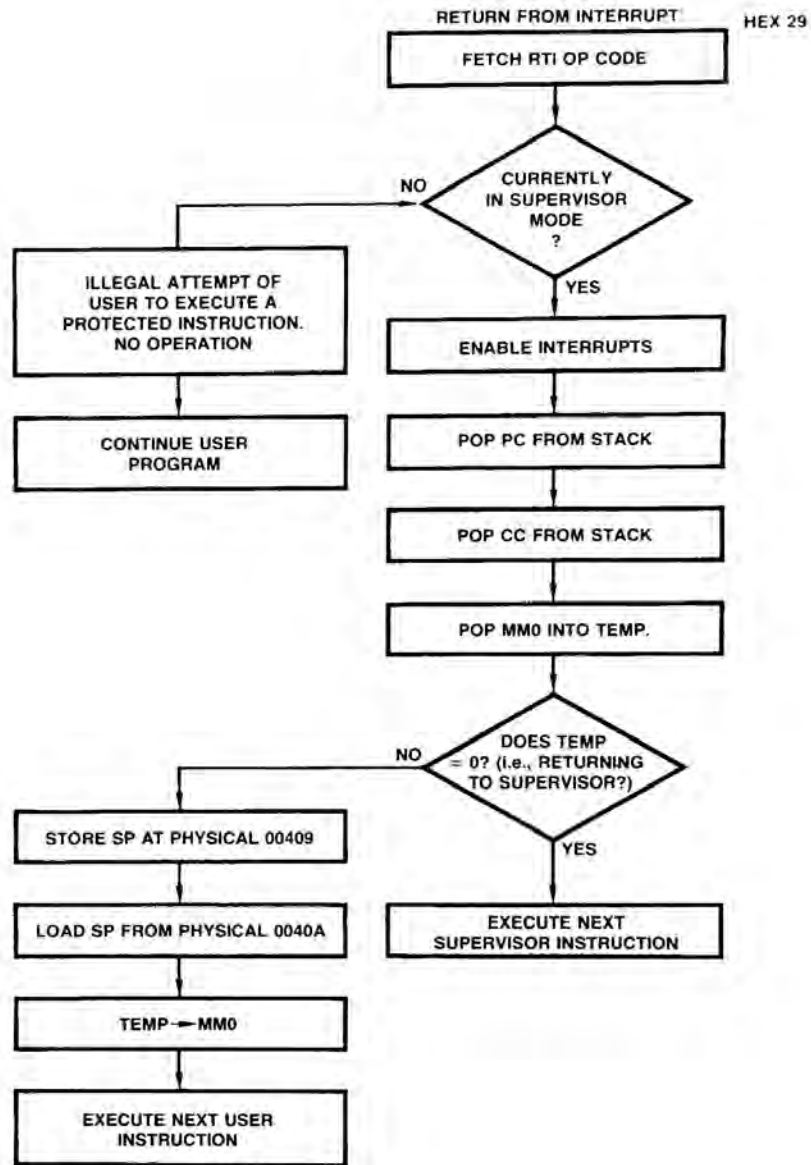 RETURN FROM INTERRUPT
HEX 29
FETCH RTI OP CODE
CURRENTLY
IN SUPERVISOR
MODE
?
NO
YES
ILLEGAL ATTEMPT OF
USER TO EXECUTE A
PROTECTED INSTRUCTION.
NO OPERATION
CONTINUE USER
PROGRAM
ENABLE INTERRUPTS
POP PC FROM STACK
POP CC FROM STACK
POP MM0 INTO TEMP.
DOES TEMP
= 0? (i.e., RETURNING
TO SUPERVISOR?)
NO
YES
STORE SP AT PHYSICAL 00409
LOAD SP FROM PHYSICAL 0040A
TEMP → MM0
EXECUTE NEXT USER
INSTRUCTION
EXECUTE NEXT
SUPERVISOR INSTRUCTION